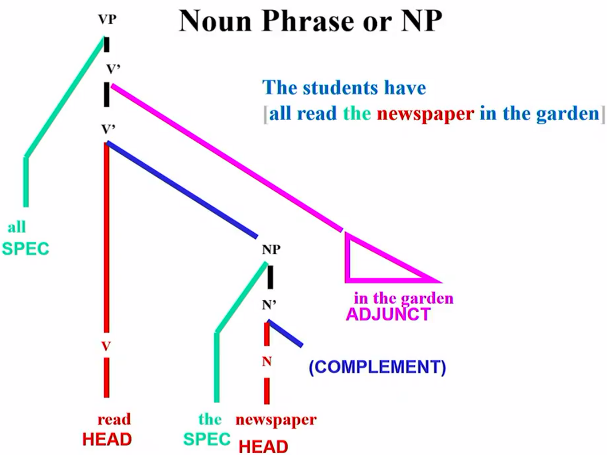 Noun Phrase or NP
VP
V’
The students have
[all read the newspaper in the garden]
V’
all
SPEC
NP
N’
in the garden
ADJUNCT
V
N
(COMPLEMENT)
read
HEAD
the
SPEC
newspaper
HEAD